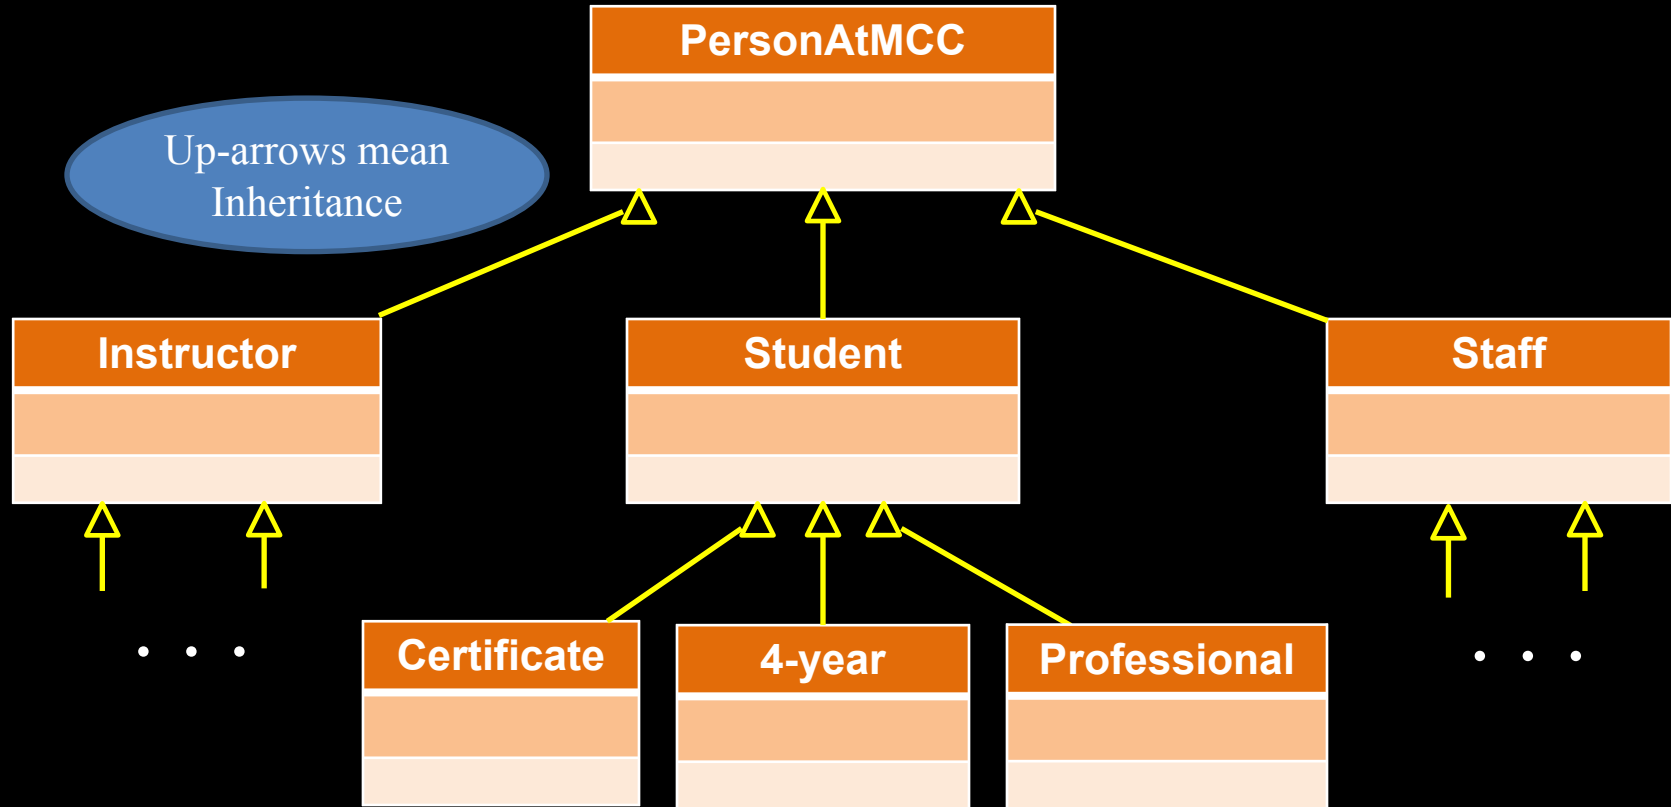 PersonAtMCC
Up-arrows mean
Inheritance
Instructor
Student
Staff
. . .
Certificate
4-year
Professional
. . .